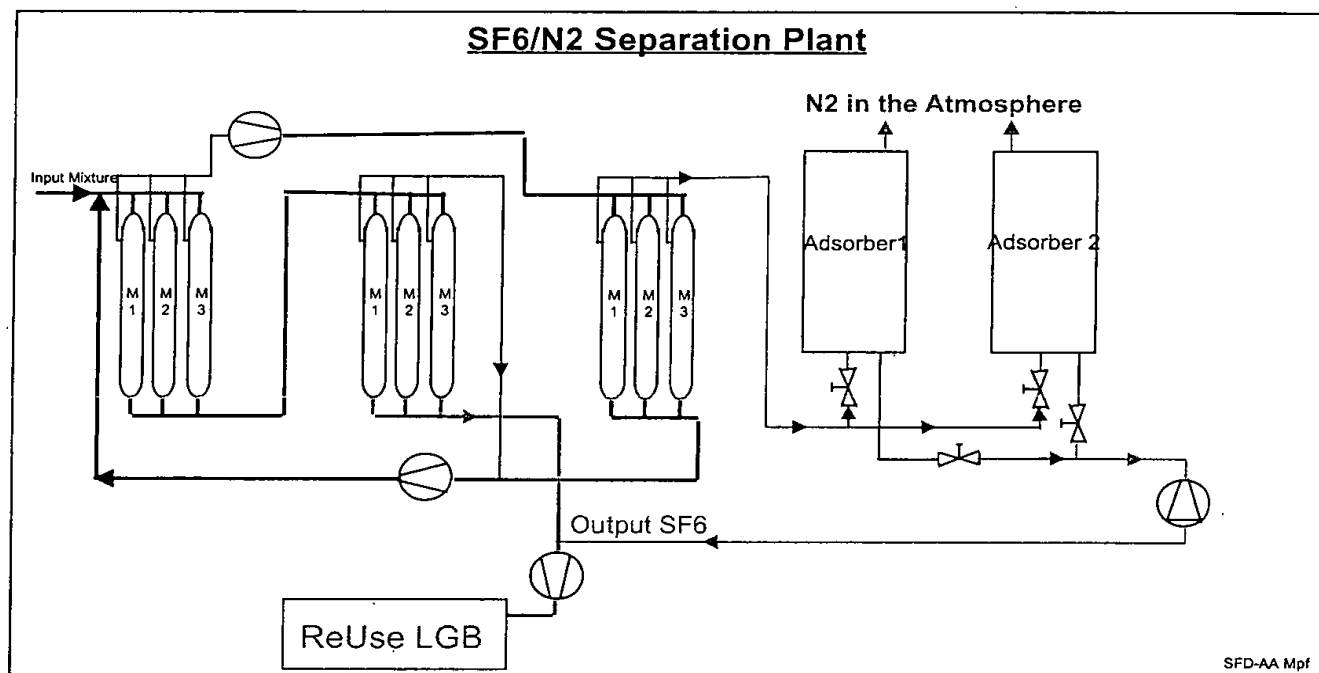 SF6/N2 Separation Plant
N2 in the Atmosphere
Input Mixture
Adsorber1
Adsorber 2
M
1
M
2
M
3
M
1
M
2
M
3
M
1
M
2
M
3
Output SF6
ReUse LGB
SFD-AA Mpf